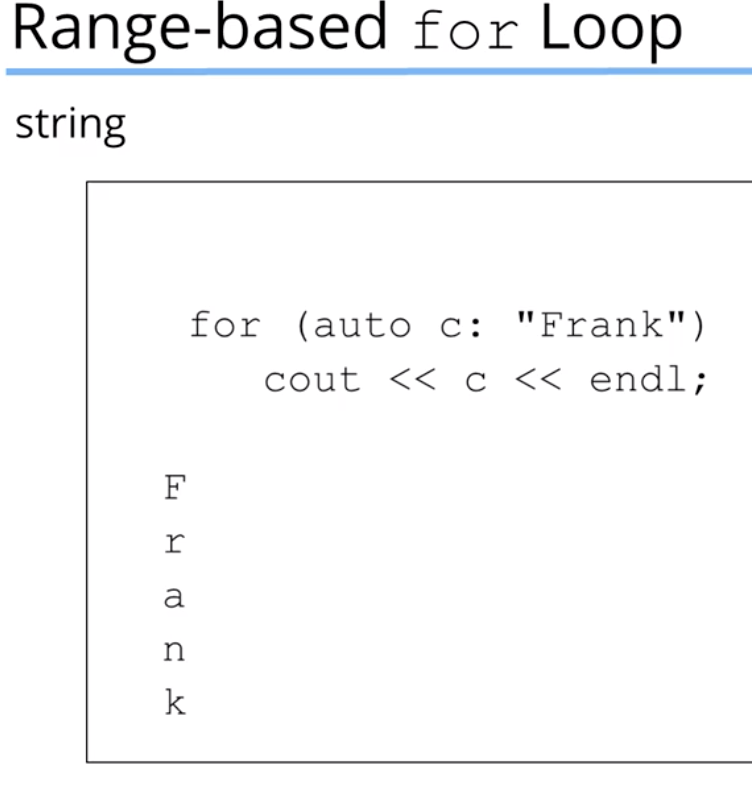 Range-based for Loop
string
for (auto c: "Frank")
cout << c << endl;
F
r
a
n
k